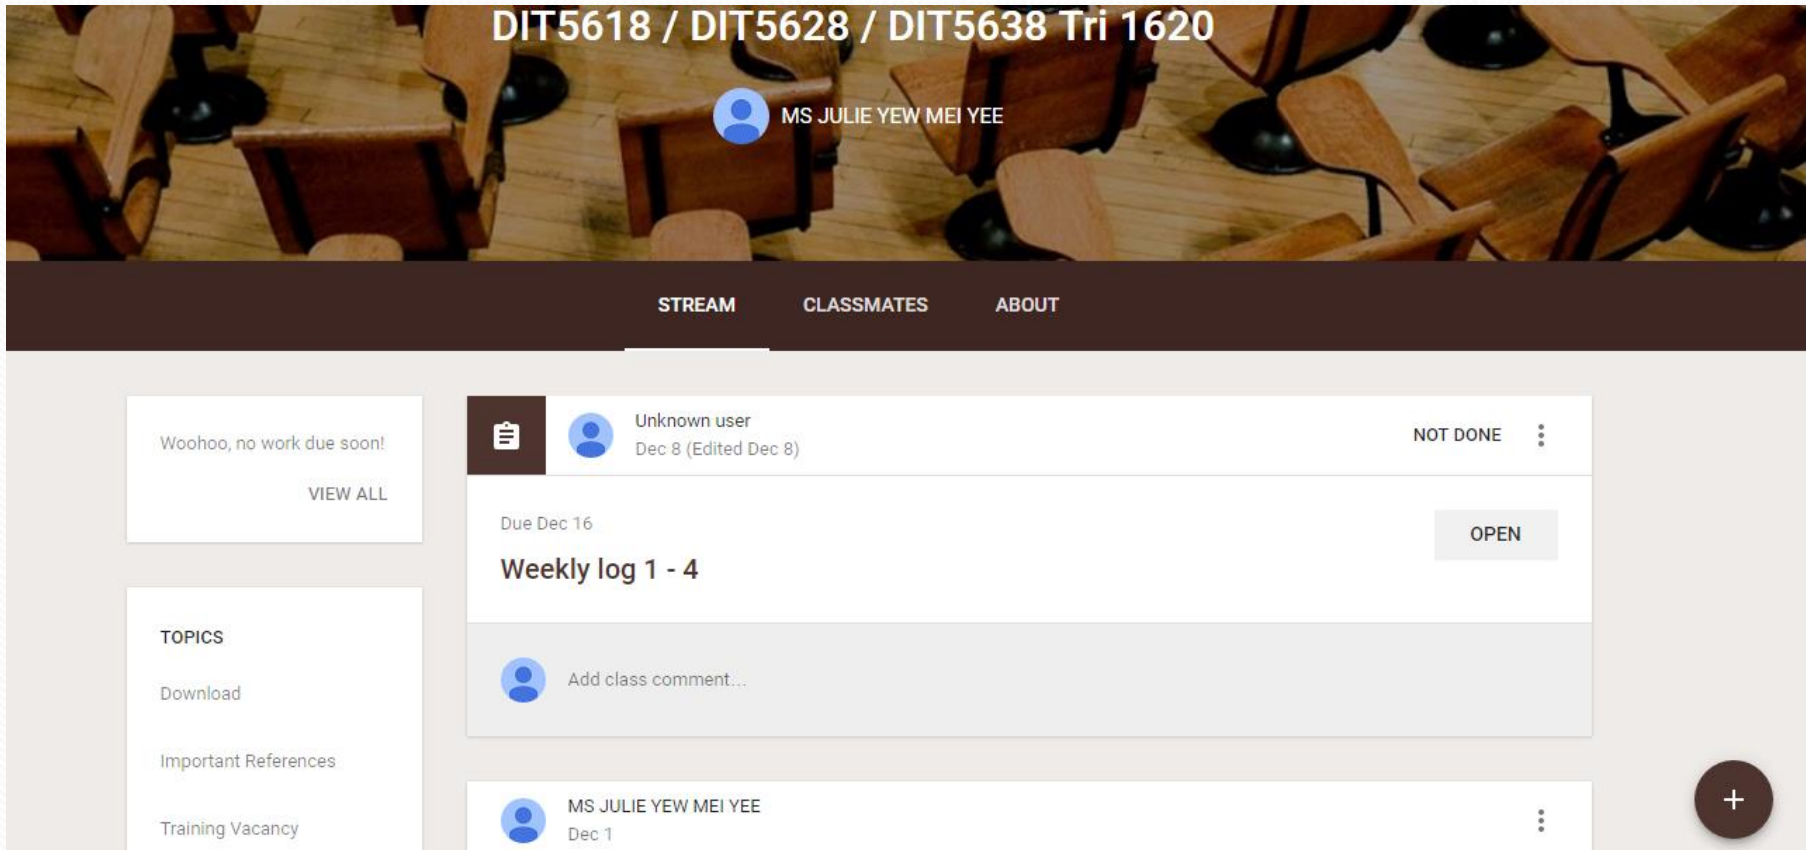 DIT5618 / DIT5628 / DIT5638 Tri 1620
MS JULIE YEW MEI YEE
STREAM
CLASSMATES
ABOUT
Woohoo, no work due soon!
VIEW ALL
TOPICS
Download
Important References
Training Vacancy
Unknown user
Dec 8 (Edited Dec 8)
NOT DONE
Due Dec 16
OPEN
Weekly log 1 - 4
Add class comment...
MS JULIE YEW MEI YEE
Dec 1